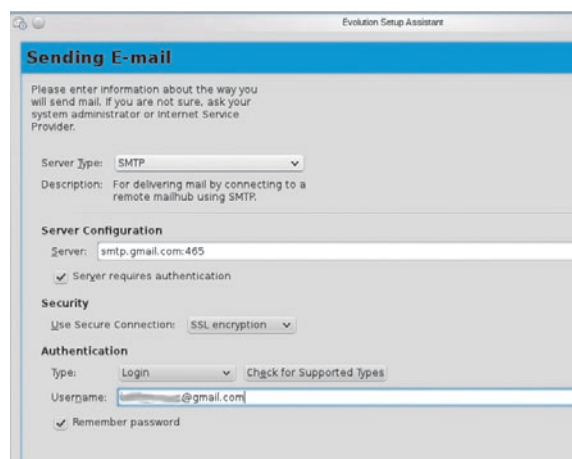 Evolution Setup Assistant
Sending E-mail
Please enter information about the way you
will send mail. If you are not sure, ask your
system administrator or Internet Service
Provider.
Server Type: SMTP
Description: For delivering mail by connecting to a
remote mailhub using SMTP.
Server Configuration
Server: smtp.gmail.com:465
Server requires authentication
Security
Use Secure Connection: SSL encryption
Authentication
Type: Login Check for Supported Types
Username: @gmail.com
Remember password